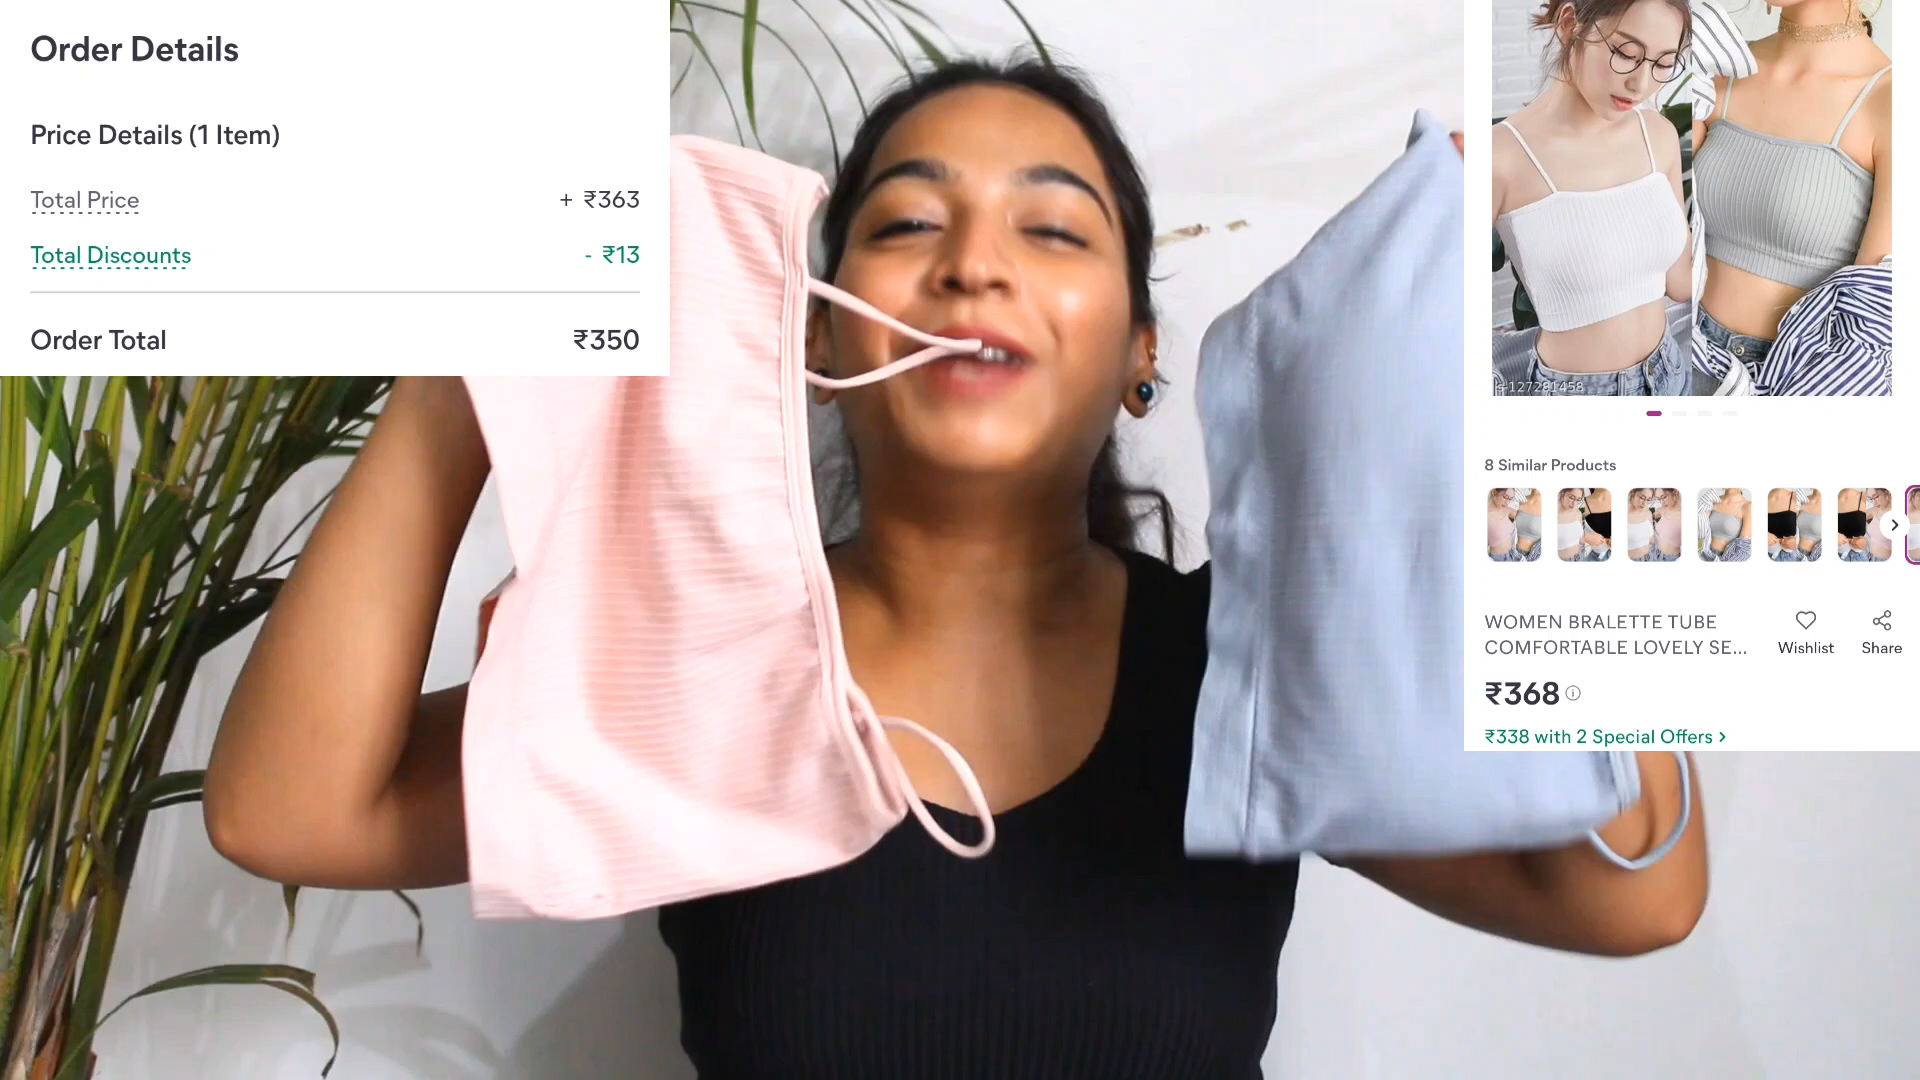 Order Details
Price Details (1 Item)
Total Price + ₹363
Total Discounts - ₹13
Order Total ₹350
s-127281458
8 Similar Products
WOMEN BRALETTE TUBE
COMFORTABLE LOVELY SE...
Wishlist Share
₹368
₹338 with 2 Special Offers >